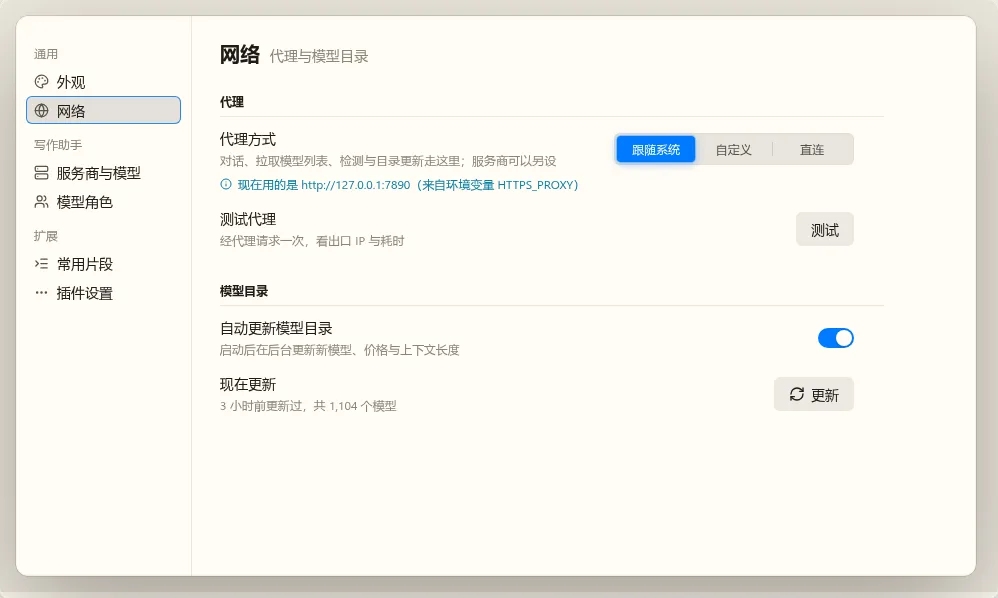 通用
外观
网络
写作助手
服务商与模型
模型角色
扩展
常用片段
插件设置
网络 代理与模型目录
代理
代理方式
对话、拉取模型列表、检测与目录更新走这里；服务商可以另设
现在用的是 http://127.0.0.1:7890（来自环境变量 HTTPS_PROXY）
跟随系统 自定义 直连
测试代理
经代理请求一次，看出口 IP 与耗时
测试
模型目录
自动更新模型目录
启动后在后台更新新模型、价格与上下文长度
现在更新
3 小时前更新过，共 1,104 个模型
更新